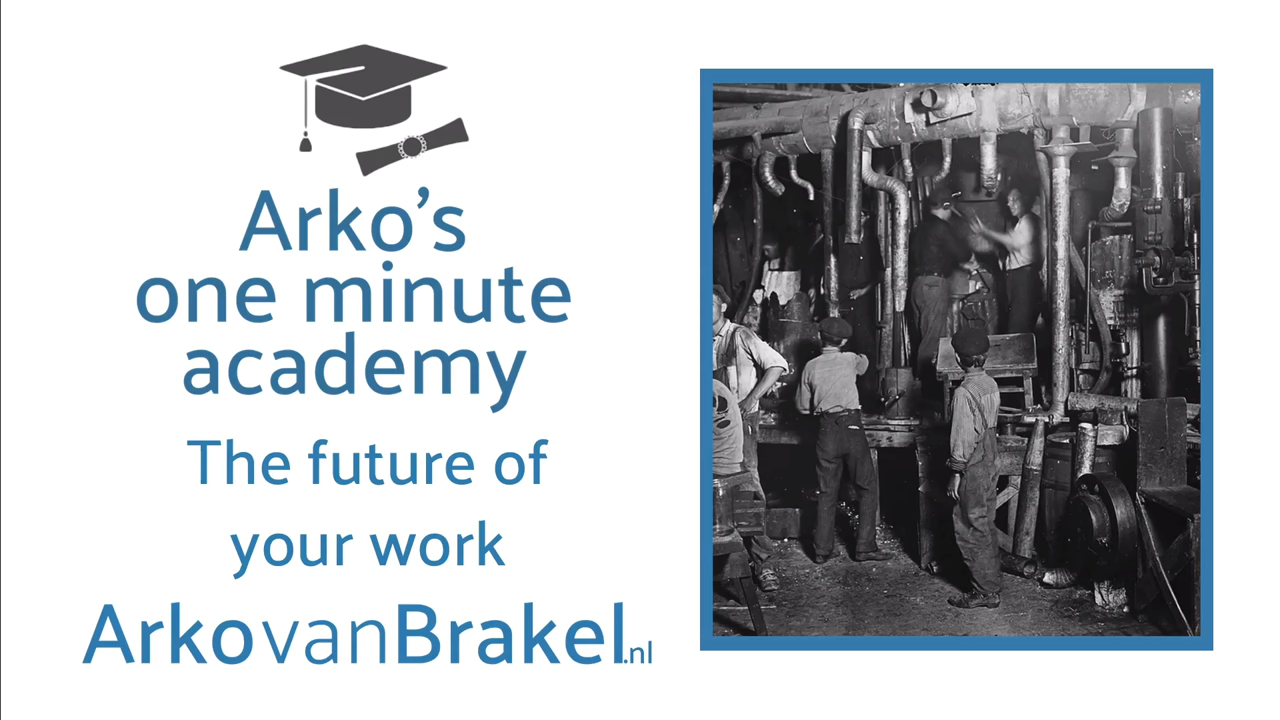 Arko's
one minute
academy
The future of
your work
ArkovanBrakel.nl